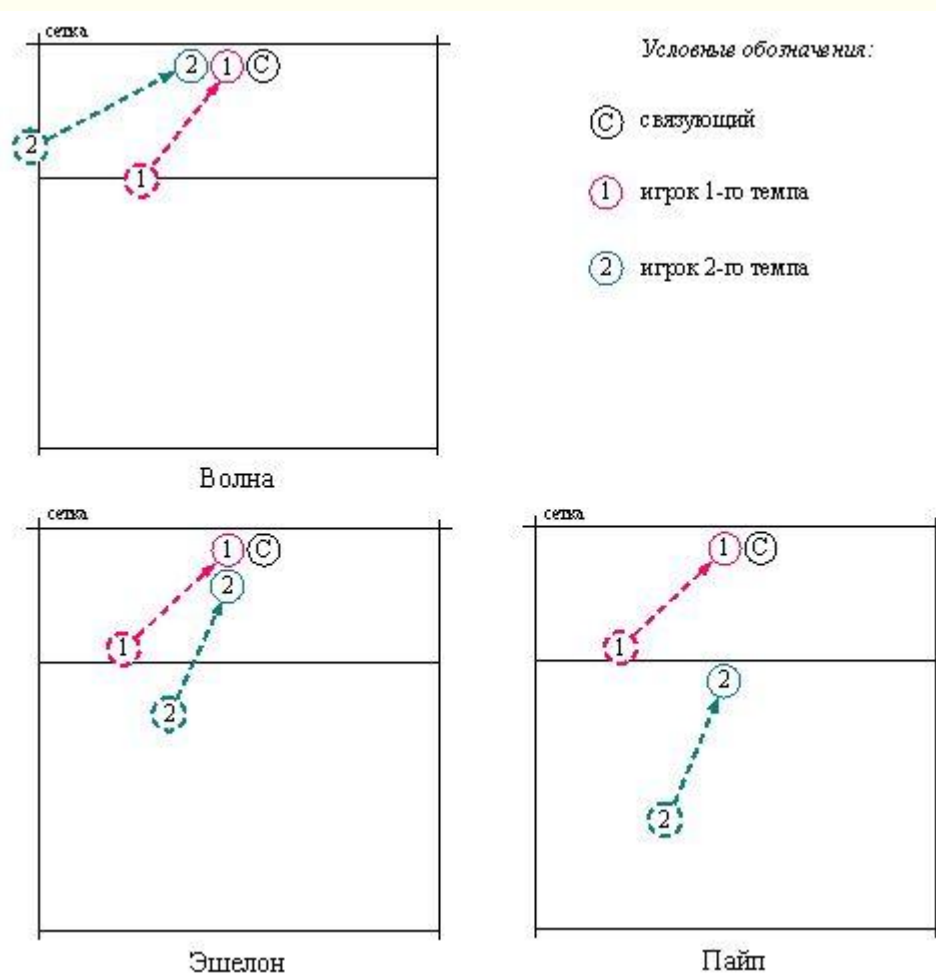 сетка
2 1 С
2
1
Волна
Условные обозначения:
С связующий
1 игрок 1-го темпа
2 игрок 2-го темпа
сетка
1 С
2
1
2
Эшелон
сетка
1 С
1
2
2
Пайп